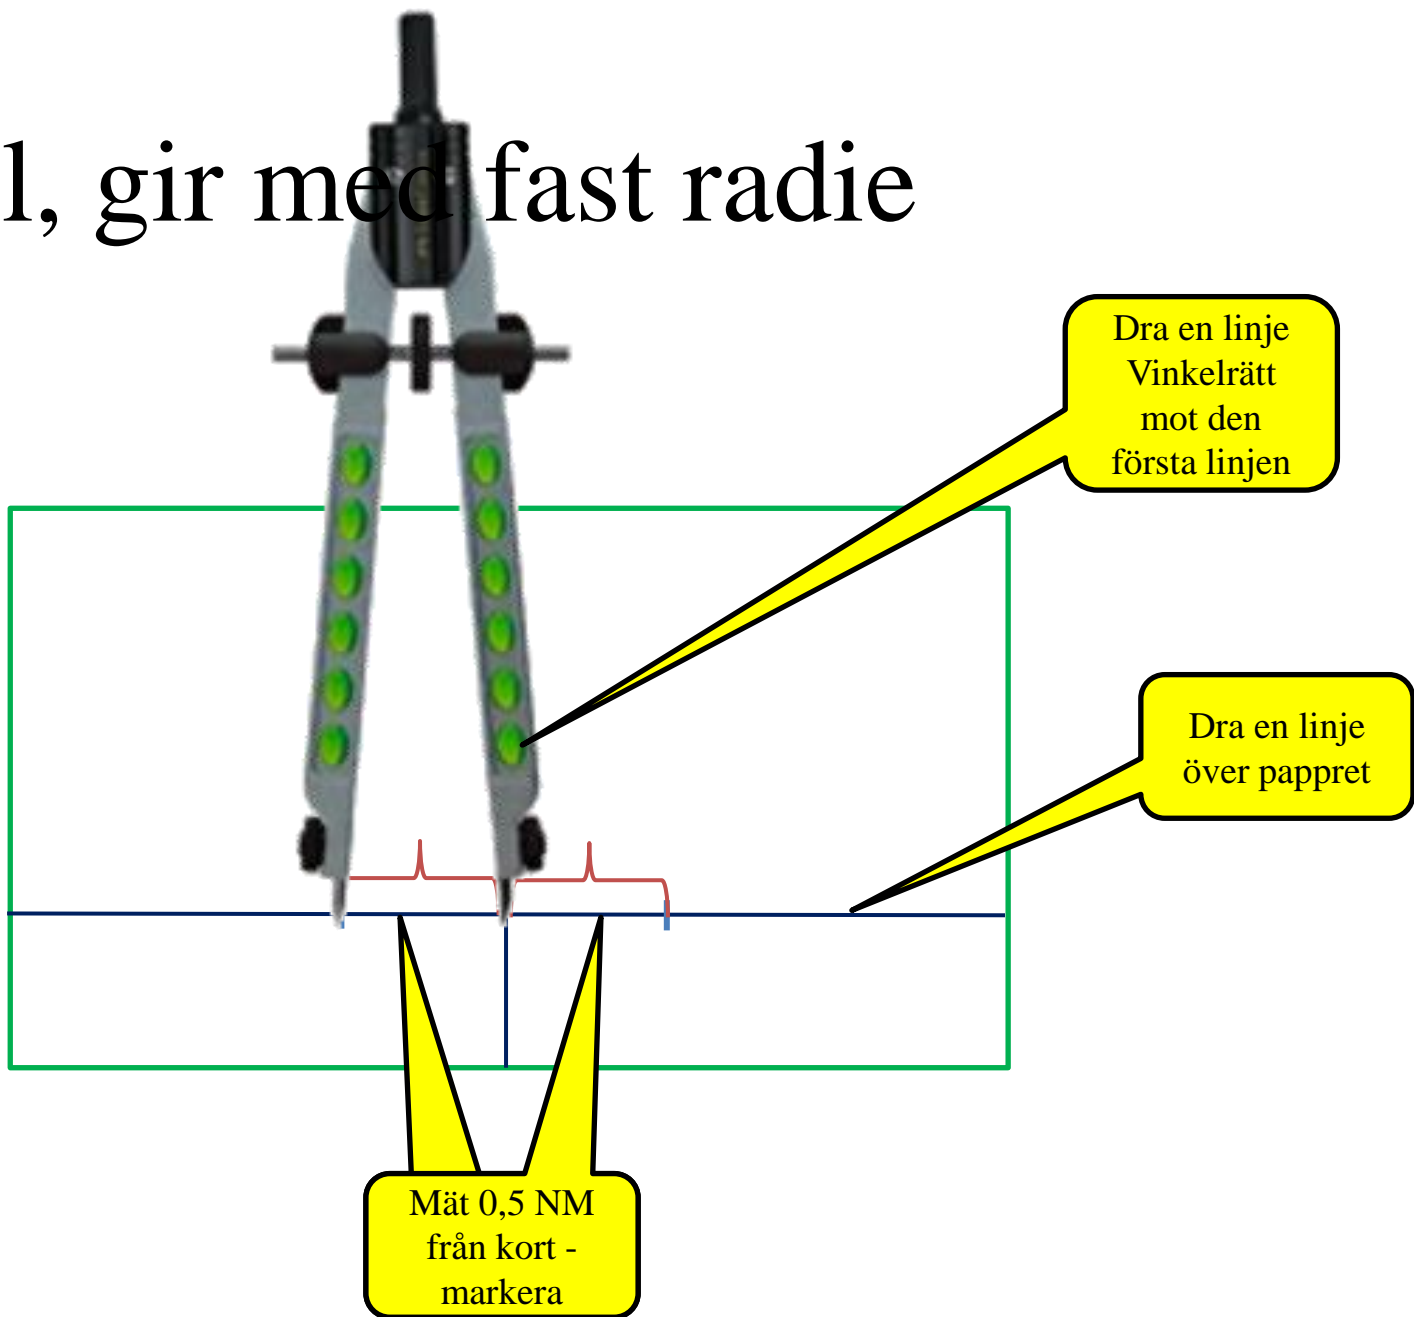 l, gir med fast radie
Dra en linje
Vinkelrätt
mot den
första linjen
Dra en linje
över pappret
Mät 0,5 NM
från kort -
markera